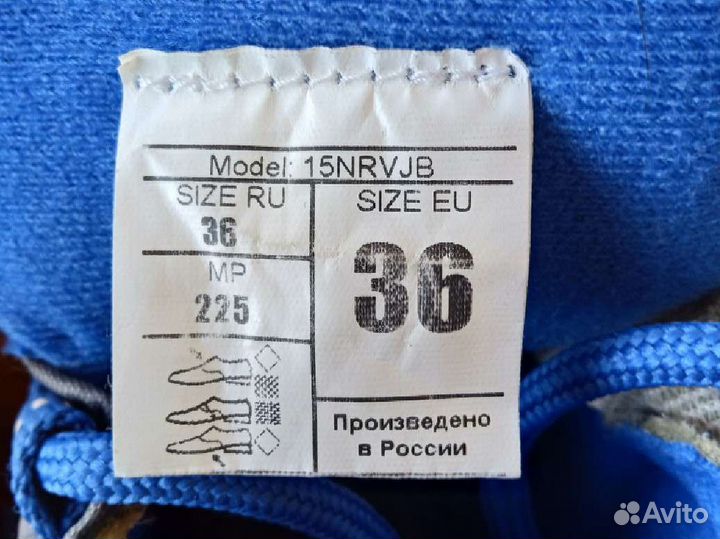 Model: 15NRVJB
SIZE RU
36
MP
225
SIZE EU
36
Произведено
в России
Avito